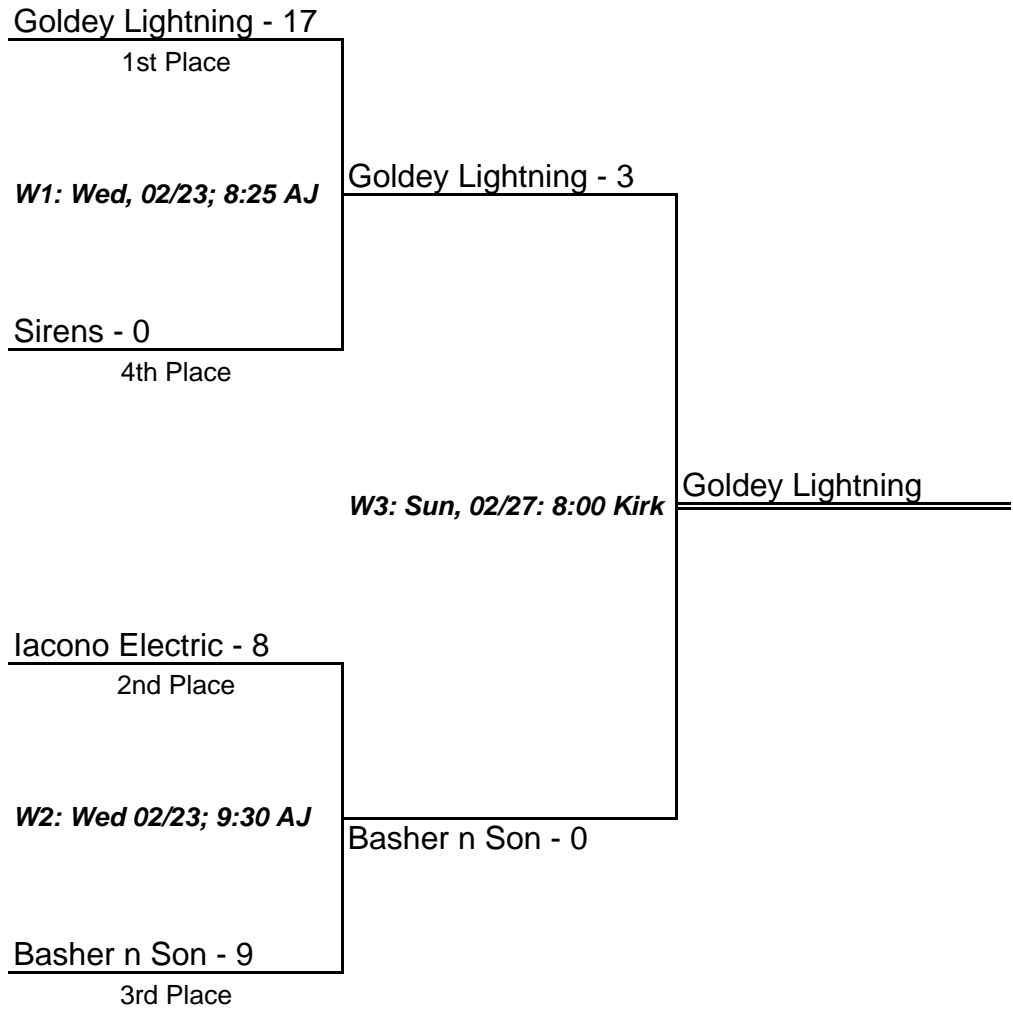 Goldey Lightning - 17
1st Place
W1: Wed, 02/23; 8:25 AJ
Goldey Lightning - 3
Sirens - 0
4th Place
W3: Sun, 02/27: 8:00 Kirk
Goldey Lightning
Iacono Electric - 8
2nd Place
W2: Wed 02/23; 9:30 AJ
Basher n Son - 0
Basher n Son - 9
3rd Place